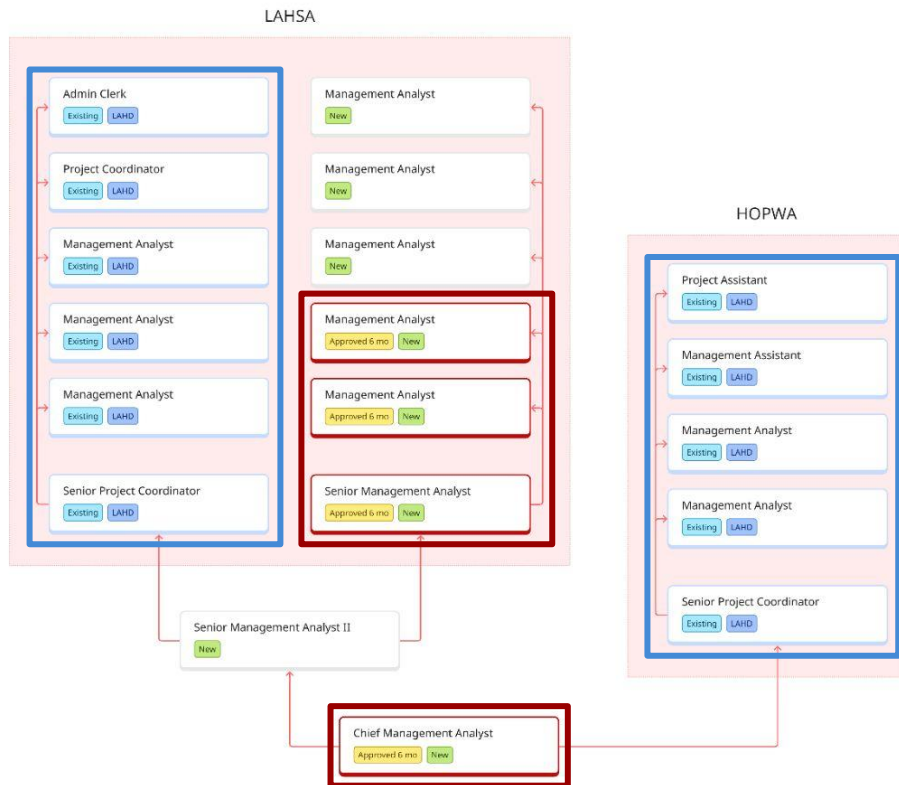 LAHSA
Admin Clerk
Existing LAHD
Project Coordinator
Existing LAHD
Management Analyst
Existing LAHD
Management Analyst
Existing LAHD
Management Analyst
Existing LAHD
Senior Project Coordinator
Existing LAHD
Management Analyst
New
Management Analyst
New
Management Analyst
New
Management Analyst
Approved 6 mo New
Management Analyst
Approved 6 mo New
Senior Management Analyst
Approved 6 mo New
HOPWA
Project Assistant
Existing LAHD
Management Assistant
Existing LAHD
Management Analyst
Existing LAHD
Management Analyst
Existing LAHD
Senior Project Coordinator
Existing LAHD
Senior Management Analyst II
New
Chief Management Analyst
Approved 6 mo New